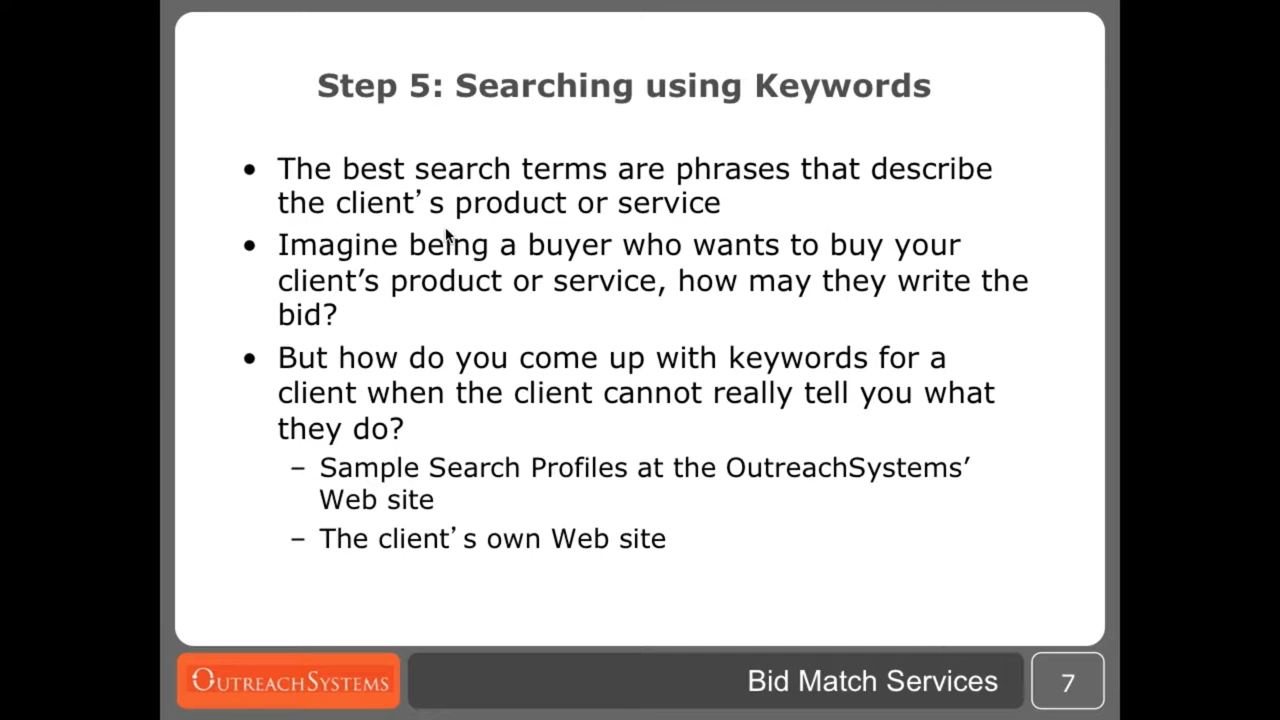 Step 5: Searching using Keywords
• The best search terms are phrases that describe
the client’s product or service
• Imagine being a buyer who wants to buy your
client’s product or service, how may they write the
bid?
• But how do you come up with keywords for a
client when the client cannot really tell you what
they do?
– Sample Search Profiles at the OutreachSystems’
Web site
– The client’s own Web site
OUTREACHSYSTEMS
Bid Match Services
7